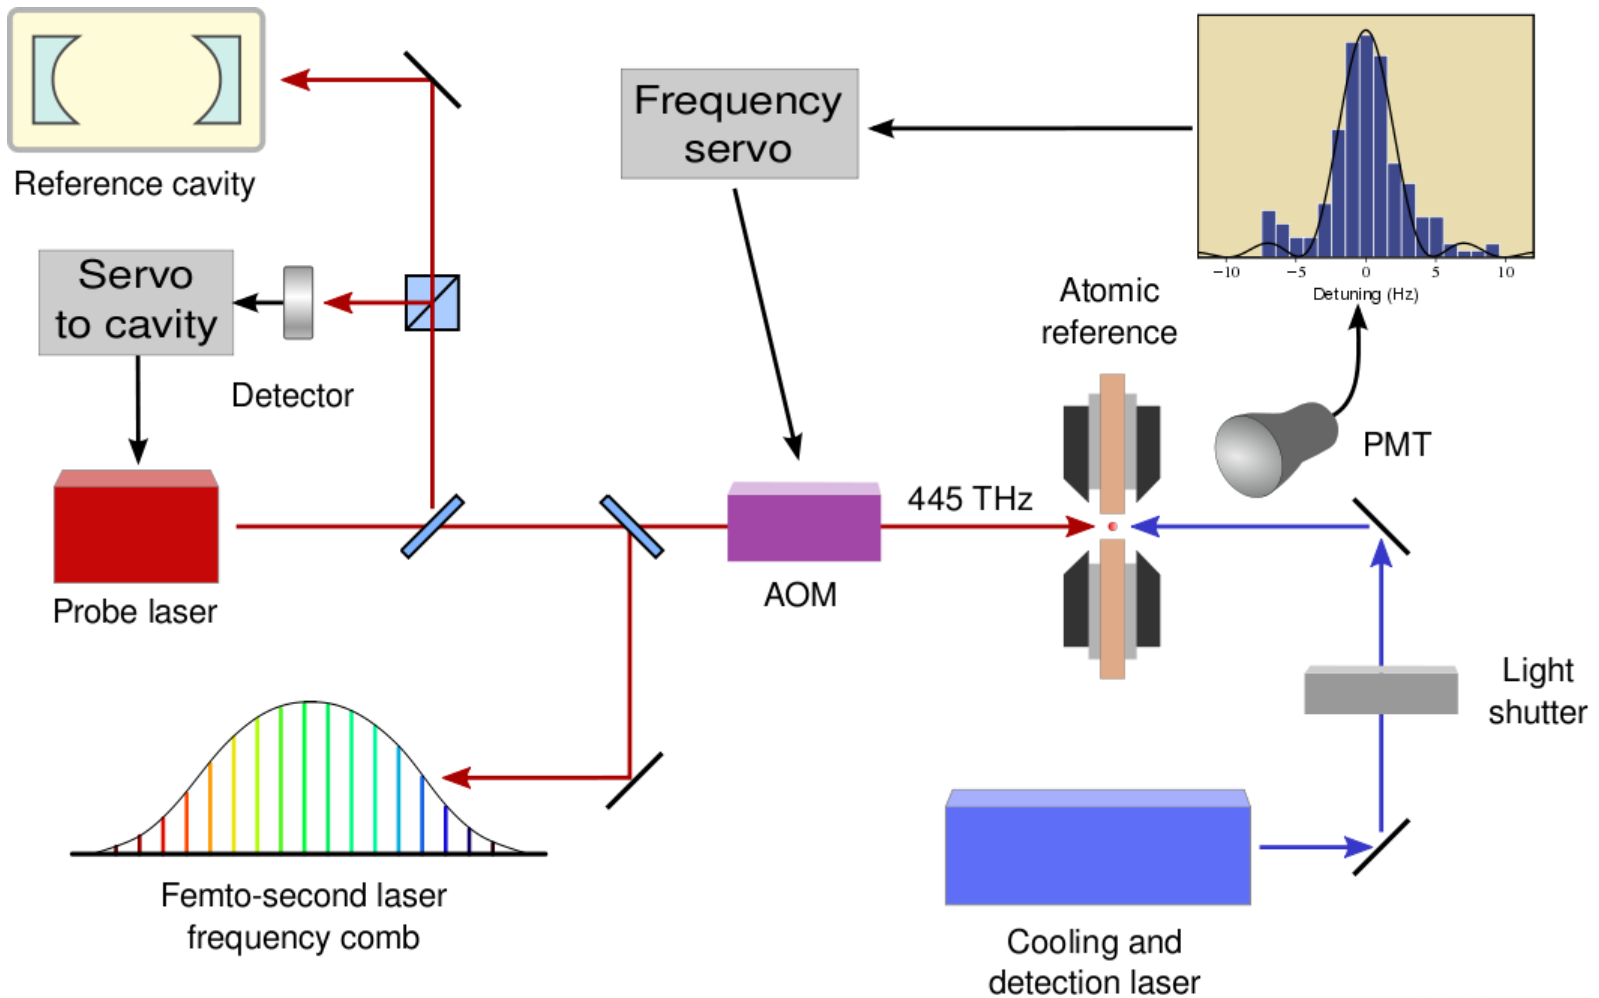 Reference cavity
Servo
to cavity
Detector
Probe laser
Frequency
servo
−10 −5 0 5 10
Detuning (Hz)
Atomic
reference
PMT
445 THz
AOM
Light
shutter
Femto-second laser
frequency comb
Cooling and
detection laser